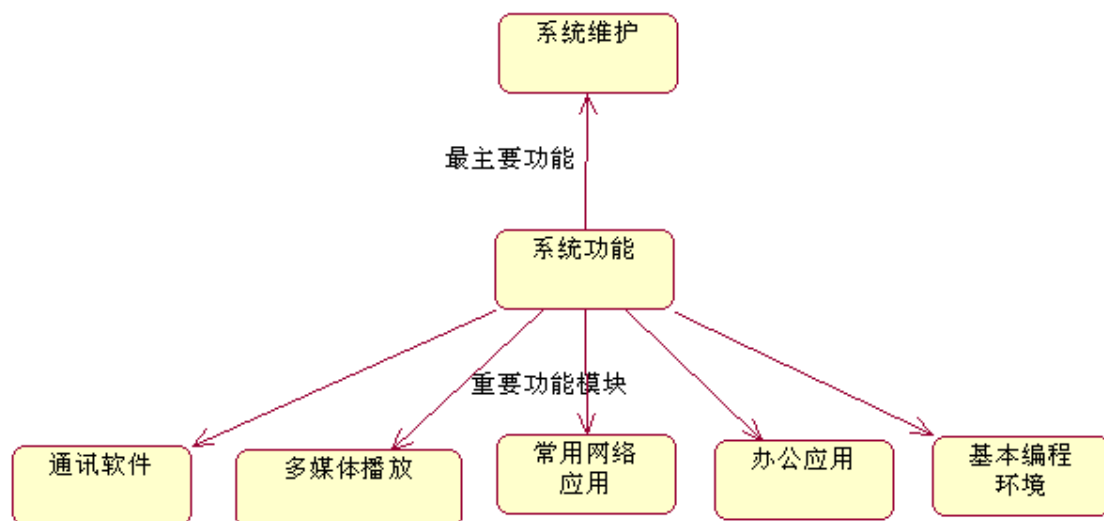 系统维护
最主要功能
系统功能
重要功能模块
通讯软件
多媒体播放
常用网络
应用
办公应用
基本编程
环境